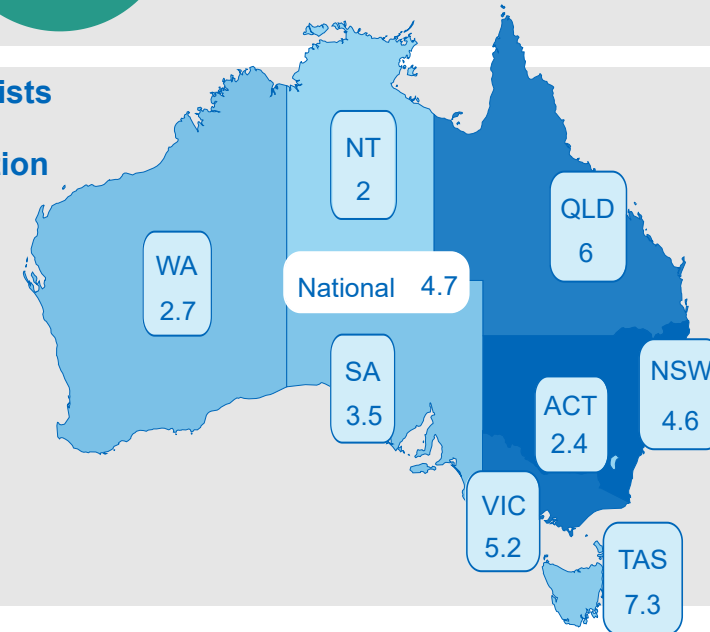 ists
tion
NT
2
QLD
6
WA
2.7
National 4.7
SA
3.5
NSW
4.6
ACT
2.4
VIC
5.2
TAS
7.3